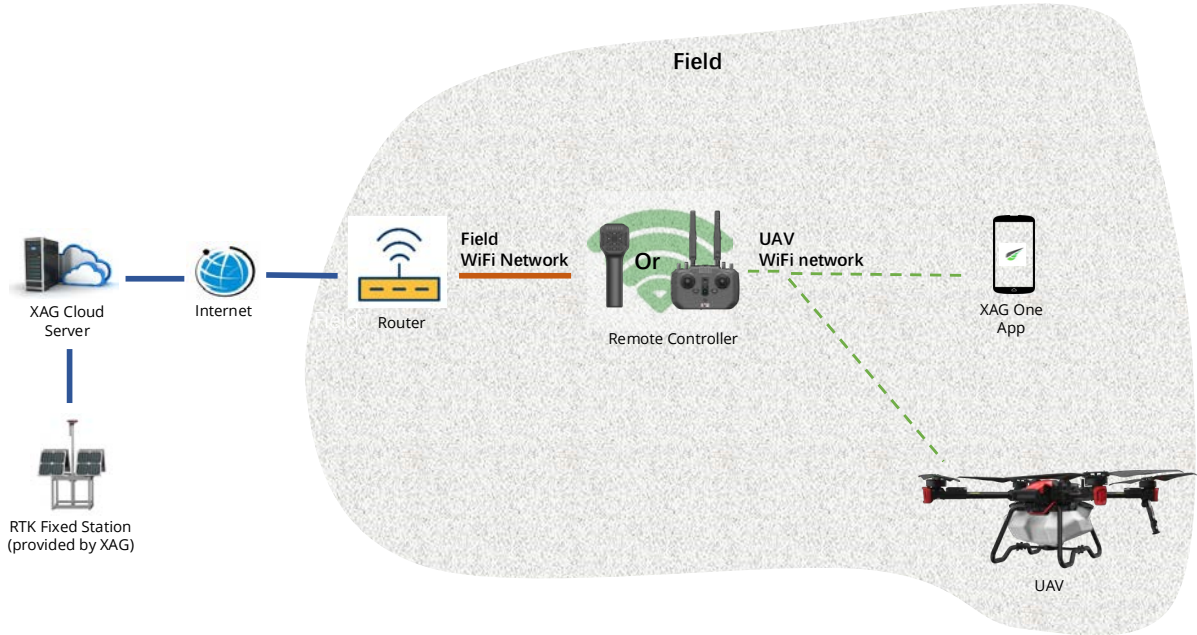 Field
Field
WiFi Network
Or
UAV
WiFi network
XAG Cloud
Server
Internet
Router
Remote Controller
XAG One
App
RTK Fixed Station
(provided by XAG)
UAV